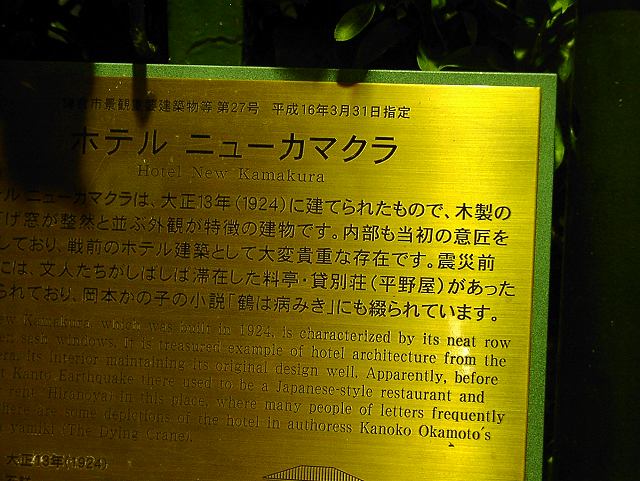 鎌倉市景観重要建築物等 第27号 平成16年3月31日指定
ホテル ニューカマクラ
Hotel New Kamakura
ル ニューカマクラは、大正13年(1924)に建てられたもので、木製の
げ窓が整然と並ぶ外観が特徴の建物です。内部も当初の意匠を
しており、戦前のホテル建築として大変貴重な存在です。震災前
には、文人たちがしばしば滞在した料亭・貸別荘(平野屋)があった
られており、岡本かの子の小説「鶴は病みき」にも綴られています。
ew Kamakura, which was built in 1924, is characterized by its neat row
sash windows. It is treasured example of hotel architecture from the
its interior maintaining its original design well. Apparently, before
t Kanto Earthquake there used to be a Japanese-style restaurant and
Hiranoya) in this place, where many people of letters frequently
here are some depictions of the hotel in authoress Kanoko Okamoto's
yamiki (The Dying Crane).
大正13年(1924)